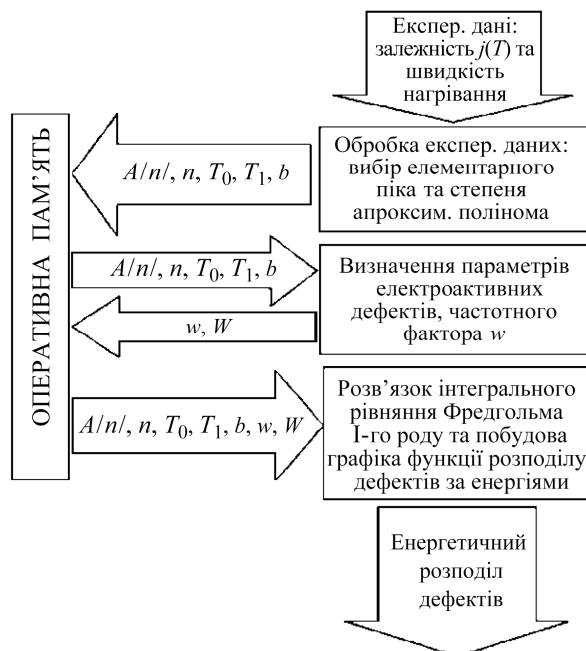 Експер. дані:
залежність j(T) та
швидкість
нагрівання
ОПЕРАТИВНА ПАМ'ЯТЬ
A/n/, n, T₀, T₁, b
Обробка експер. даних:
вибір елементарного
піка та степеня
апроксим. полінома
A/n/, n, T₀, T₁, b
w, W
Визначення параметрів
електроактивних
дефектів, частотного
фактора w
A/n/, n, T₀, T₁, b, w, W
Розв'язок інтегрального
рівняння Фредгольма
І-го роду та побудова
графіка функції розподілу
дефектів за енергіями
Енергетичний
розподіл
дефектів